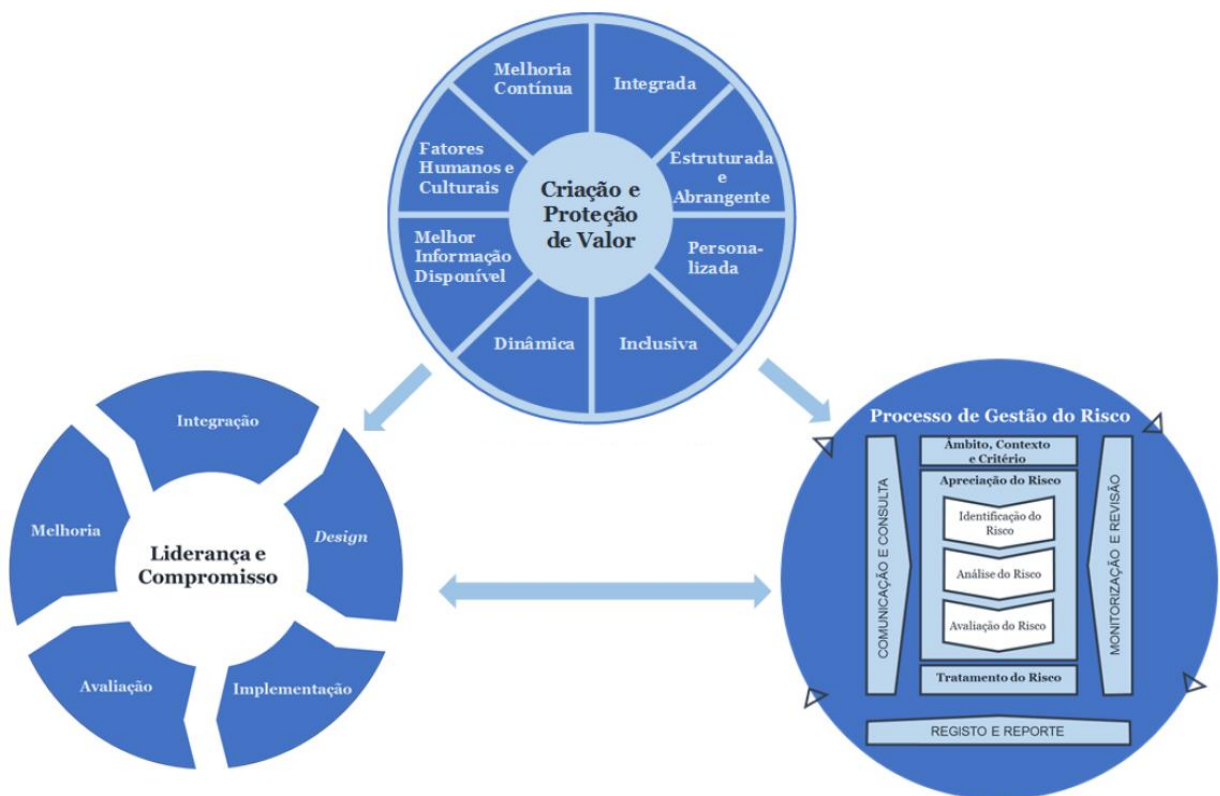 Melhoria
Contínua
Integrada
Fatores
Humanos e
Culturais
Estruturada
e
Abrangente
Criação e
Proteção
de Valor
Melhor
Informação
Disponível
Persona-
lizada
Dinâmica
Inclusiva
Integração
Melhoria
Design
Liderança e
Compromisso
Avaliação
Implementação
Processo de Gestão do Risco
Âmbito, Contexto
e Critério
Apreciação do Risco
Identificação do
Risco
Análise do Risco
Avaliação do Risco
Tratamento do Risco
COMUNICAÇÃO E CONSULTA
MONITORIZAÇÃO E REVISÃO
REGISTO E REPORTE